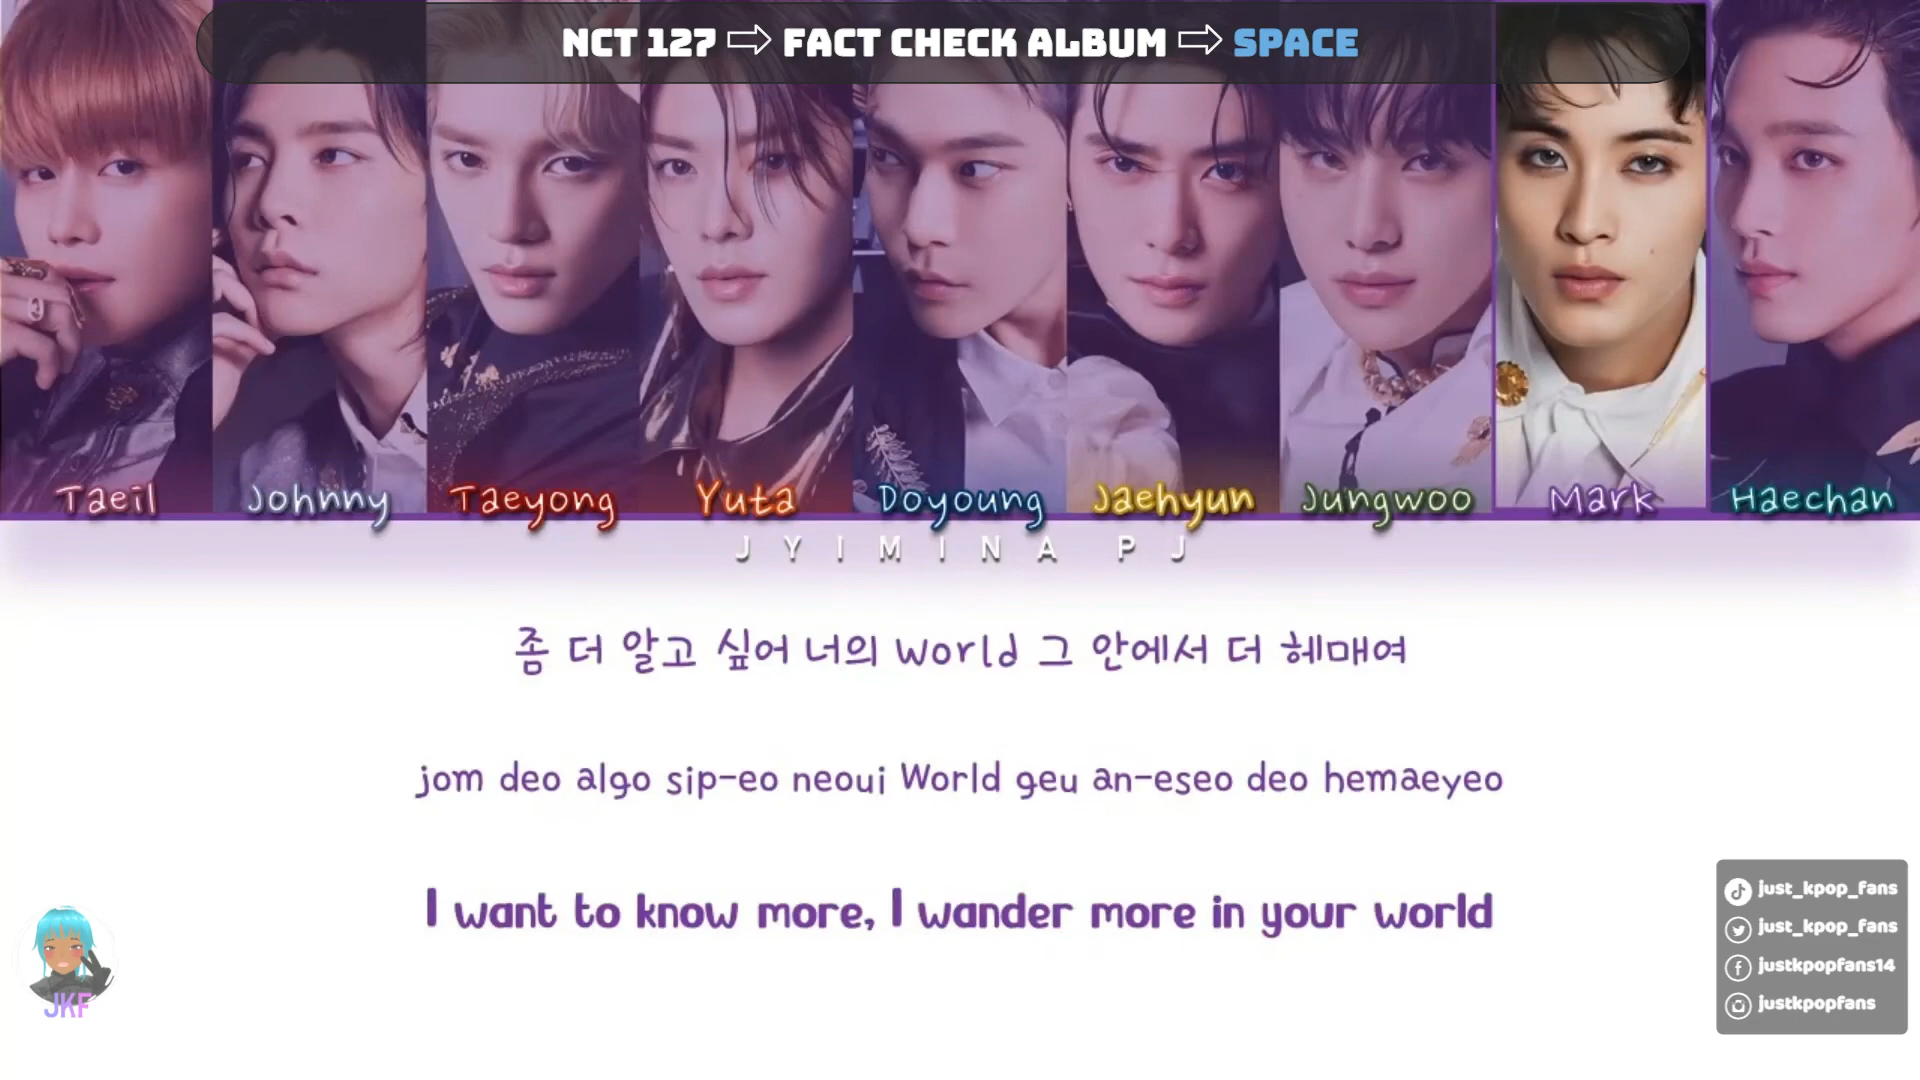 NCT 127 ⇨ FACT CHECK ALBUM ⇨ SPACE
Taeil Johnny Taeyong Yuta Doyoung Jaehyun Jungwoo Mark Haechan
JYIMINA PJ
좀 더 알고 싶어 너의 World 그 안에서 더 헤매여
jom deo algo sip-eo neoui World geu an-eseo deo hemaeyeo
I want to know more, I wander more in your world
just_kpop_fans
just_kpop_fans
justkpopfans14
justkpopfans
JKF